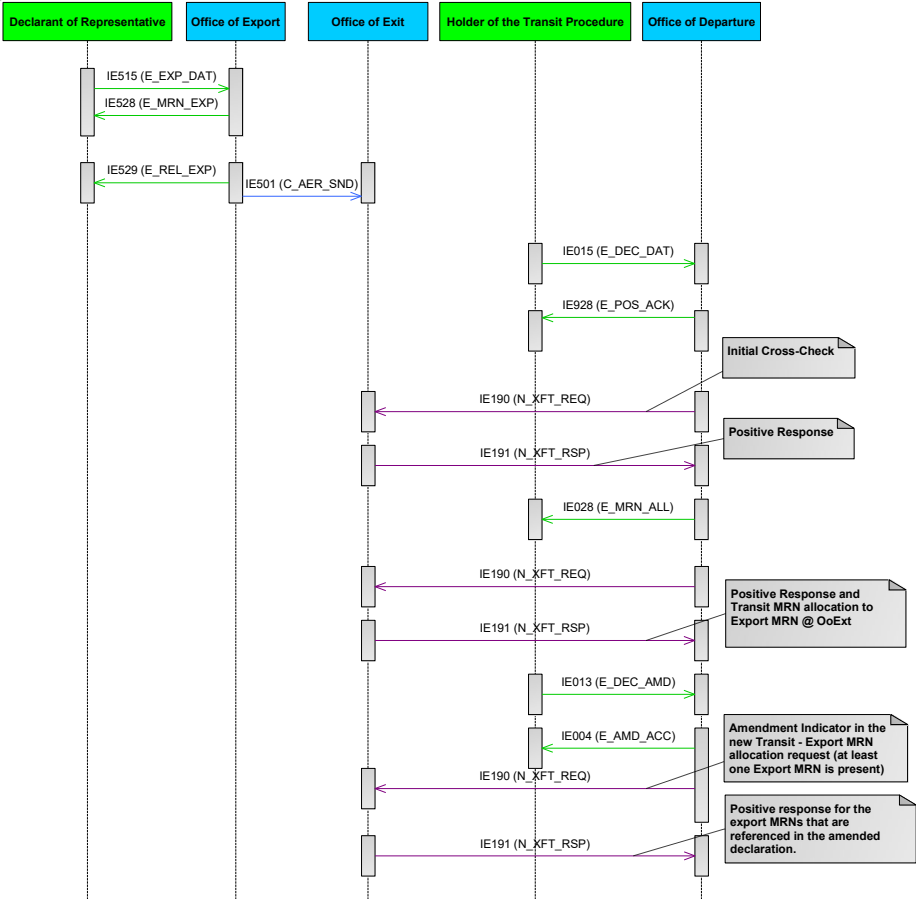 Declarant of Representative
Office of Export
Office of Exit
Holder of the Transit Procedure
Office of Departure
IE515 (E_EXP_DAT)
IE528 (E_MRN_EXP)
IE529 (E_REL_EXP)
IE501 (C_AER_SND)
IE015 (E_DEC_DAT)
IE928 (E_POS_ACK)
Initial Cross-Check
IE190 (N_XFT_REQ)
Positive Response
IE191 (N_XFT_RSP)
IE028 (E_MRN_ALL)
IE190 (N_XFT_REQ)
Positive Response and
Transit MRN allocation to
Export MRN @ OoExt
IE191 (N_XFT_RSP)
IE013 (E_DEC_AMD)
IE004 (E_AMD_ACC)
Amendment Indicator in the
new Transit - Export MRN
allocation request (at least
one Export MRN is present)
IE190 (N_XFT_REQ)
Positive response for the
export MRNs that are
referenced in the amended
declaration.
IE191 (N_XFT_RSP)